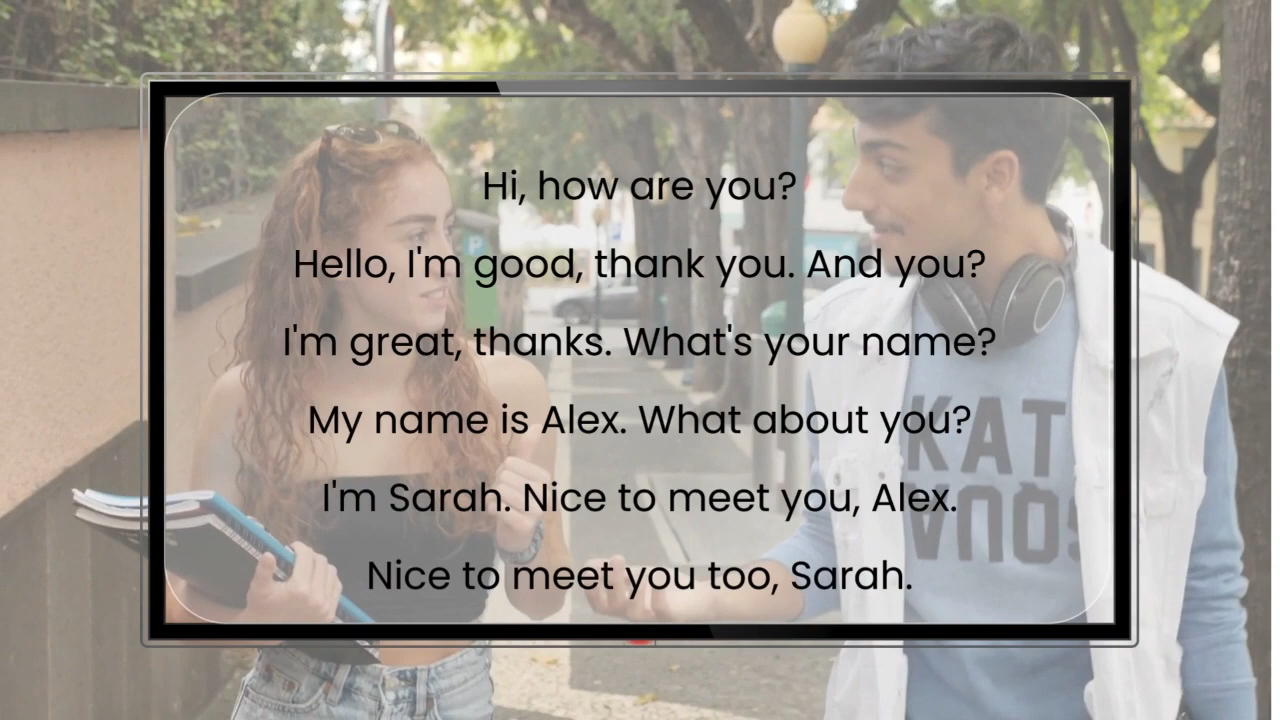 Hi, how are you?
Hello, I'm good, thank you. And you?
I'm great, thanks. What's your name?
My name is Alex. What about you?
I'm Sarah. Nice to meet you, Alex.
Nice to meet you too, Sarah.
KAT